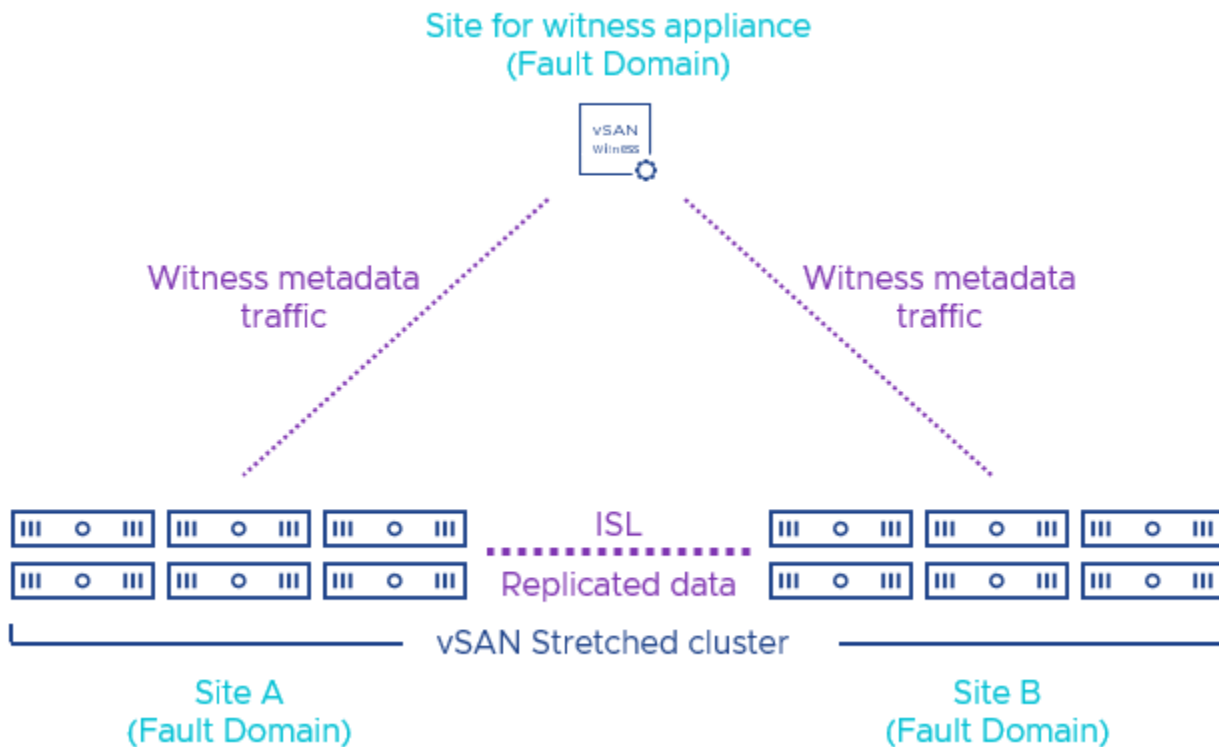 Site for witness appliance
(Fault Domain)
vSAN
Witness
Witness metadata
traffic
Witness metadata
traffic
ISL
Replicated data
vSAN Stretched cluster
Site A
(Fault Domain)
Site B
(Fault Domain)